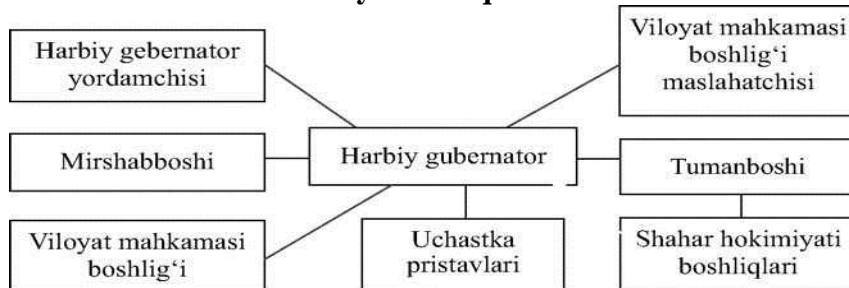 Harbiy gebernator
yordamchisi
Viloyat mahkamasi
boshlig‘i
maslahatchisi
Mirshabboshi
Harbiy gubernator
Tumanboshi
Viloyat mahkamasi
boshlig‘i
Uchastka
pristavlari
Shahar hokimiyati
boshliqlari